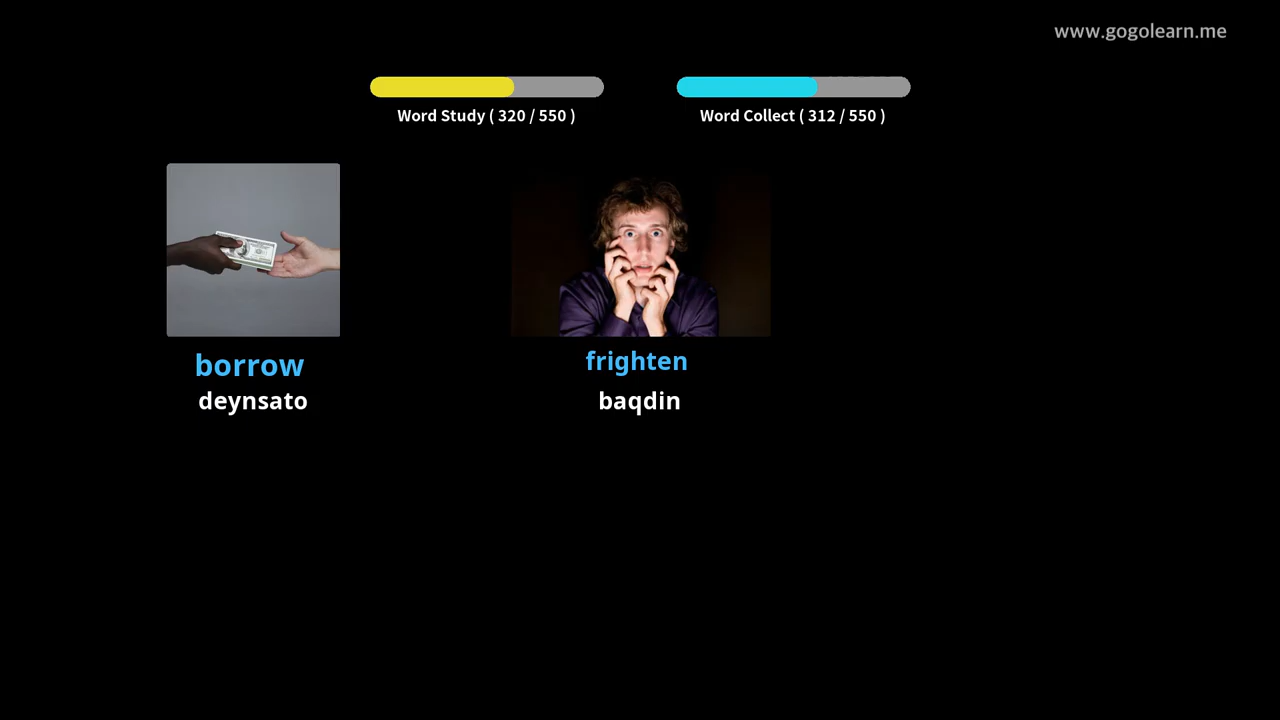 www.gogolearn.me
Word Study ( 320 / 550 )
Word Collect ( 312 / 550 )
borrow
deynsato
frighten
baqdin